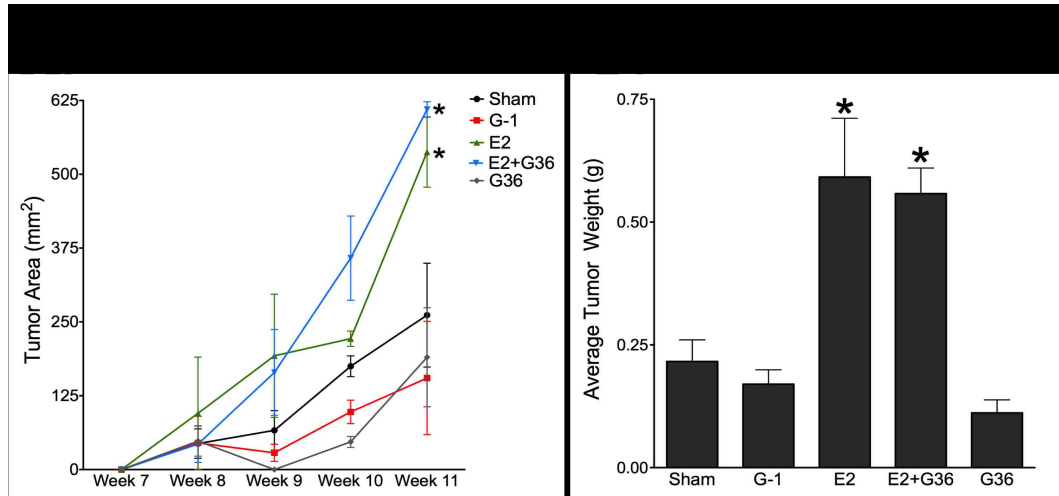 625
500
375
250
125
0
Tumor Area (mm²)
Week 7
Week 8
Week 9
Week 10
Week 11
Sham
G-1
E2
E2+G36
G36
*
*
0.75
0.50
0.25
0.00
Average Tumor Weight (g)
*
*
Sham
G-1
E2
E2+G36
G36